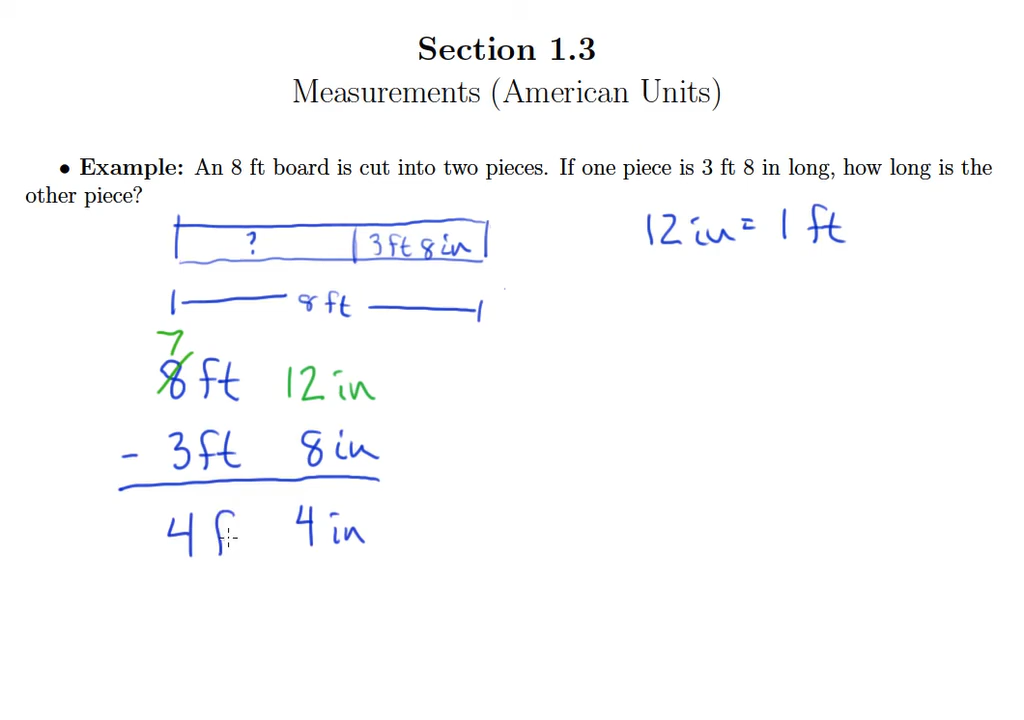 Section 1.3
Measurements (American Units)
• Example: An 8 ft board is cut into two pieces. If one piece is 3 ft 8 in long, how long is the
other piece?
12 in = 1 ft
? 3 ft 8 in
8 ft
7
8 ft 12 in
- 3 ft 8 in
4 f 4 in